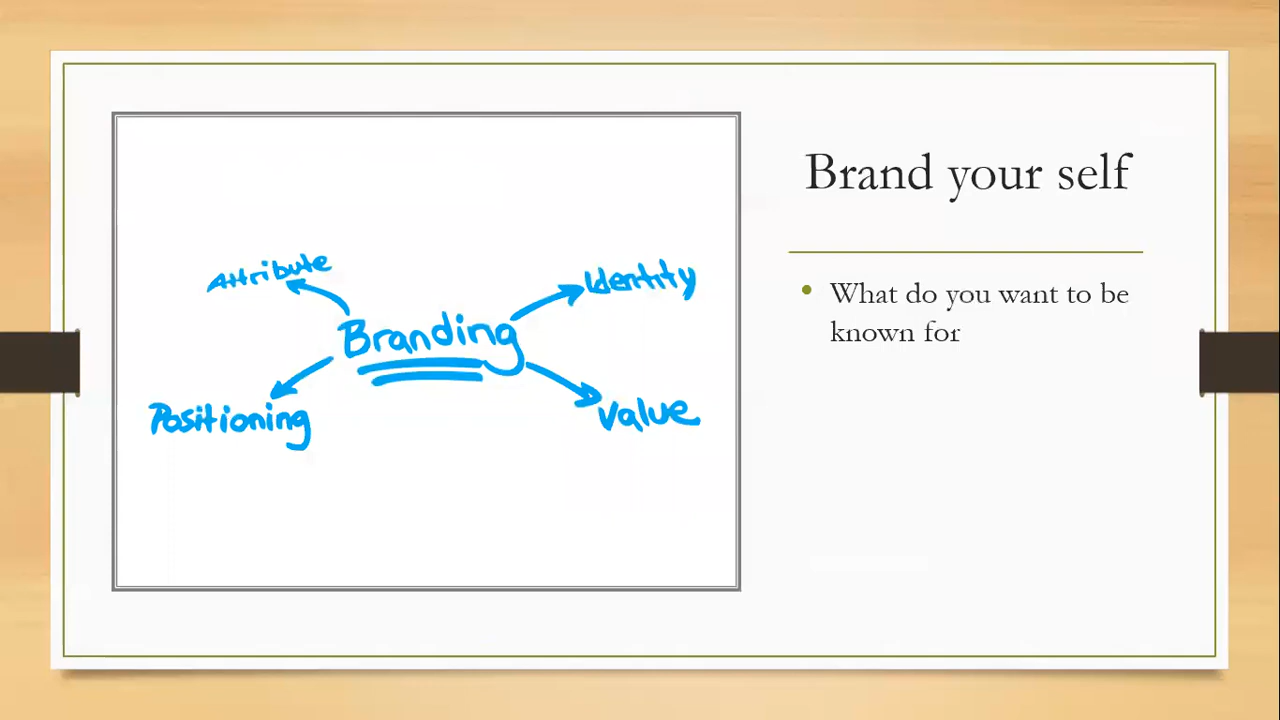 Attribute
Identity
Branding
Positioning
Value
Brand your self
• What do you want to be
known for